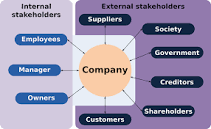 Internal
stakeholders
External stakeholders
Suppliers
Society
Employees
Government
Manager
Company
Creditors
Owners
Shareholders
Customers